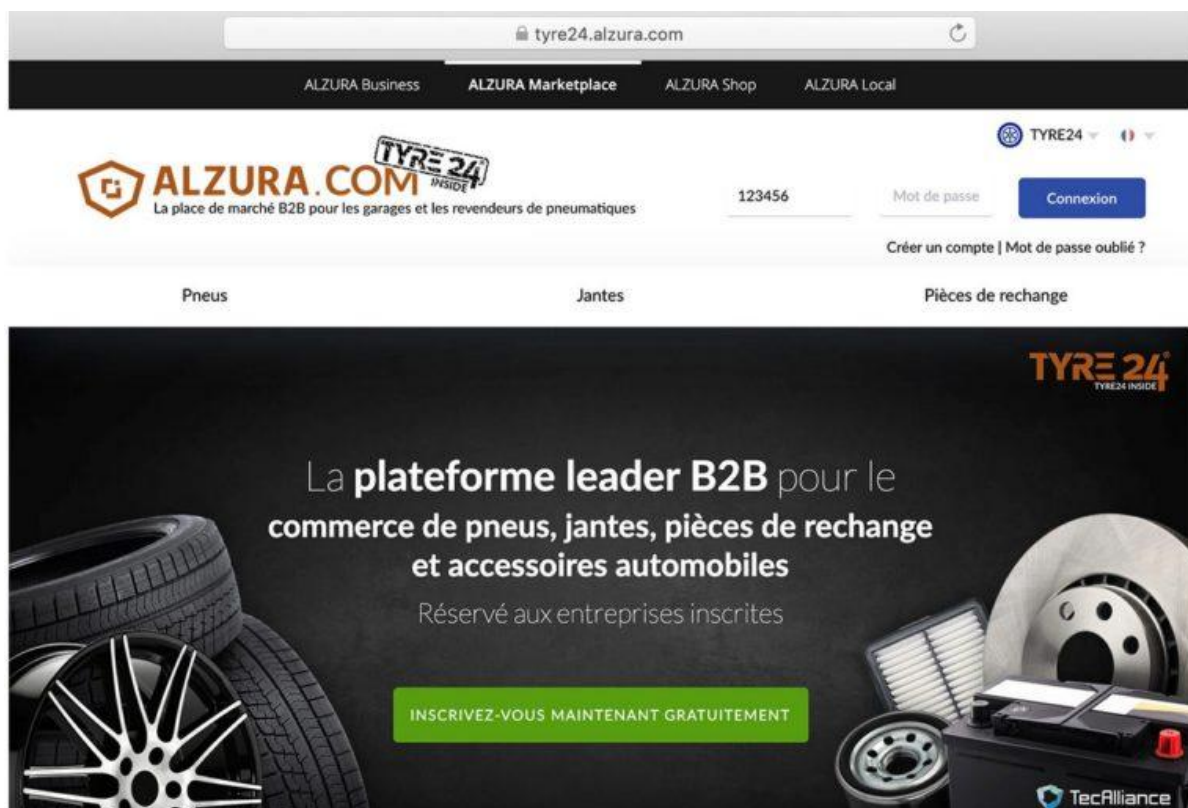 tyre24.alzura.com
ALZURA Business ALZURA Marketplace ALZURA Shop ALZURA Local
TYRE24
ALZURA.COM
TYRE 24
INSIDE
La place de marché B2B pour les garages et les revendeurs de pneumatiques
123456 Mot de passe Connexion
Créer un compte | Mot de passe oublié ?
Pneus Jantes Pièces de rechange
TYRE 24
TYRE24 INSIDE
La plateforme leader B2B pour le
commerce de pneus, jantes, pièces de rechange
et accessoires automobiles
Réservé aux entreprises inscrites
INSCRIVEZ-VOUS MAINTENANT GRATUITEMENT
TecAlliance